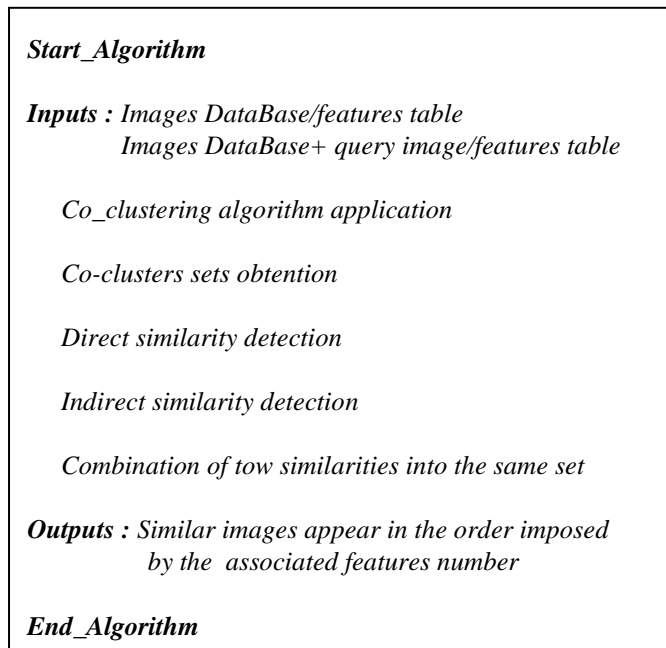 Start_Algorithm
Inputs : Images DataBase/features table
Images DataBase+ query image/features table
Co_clustering algorithm application
Co-clusters sets obtention
Direct similarity detection
Indirect similarity detection
Combination of tow similarities into the same set
Outputs : Similar images appear in the order imposed
by the associated features number
End_Algorithm